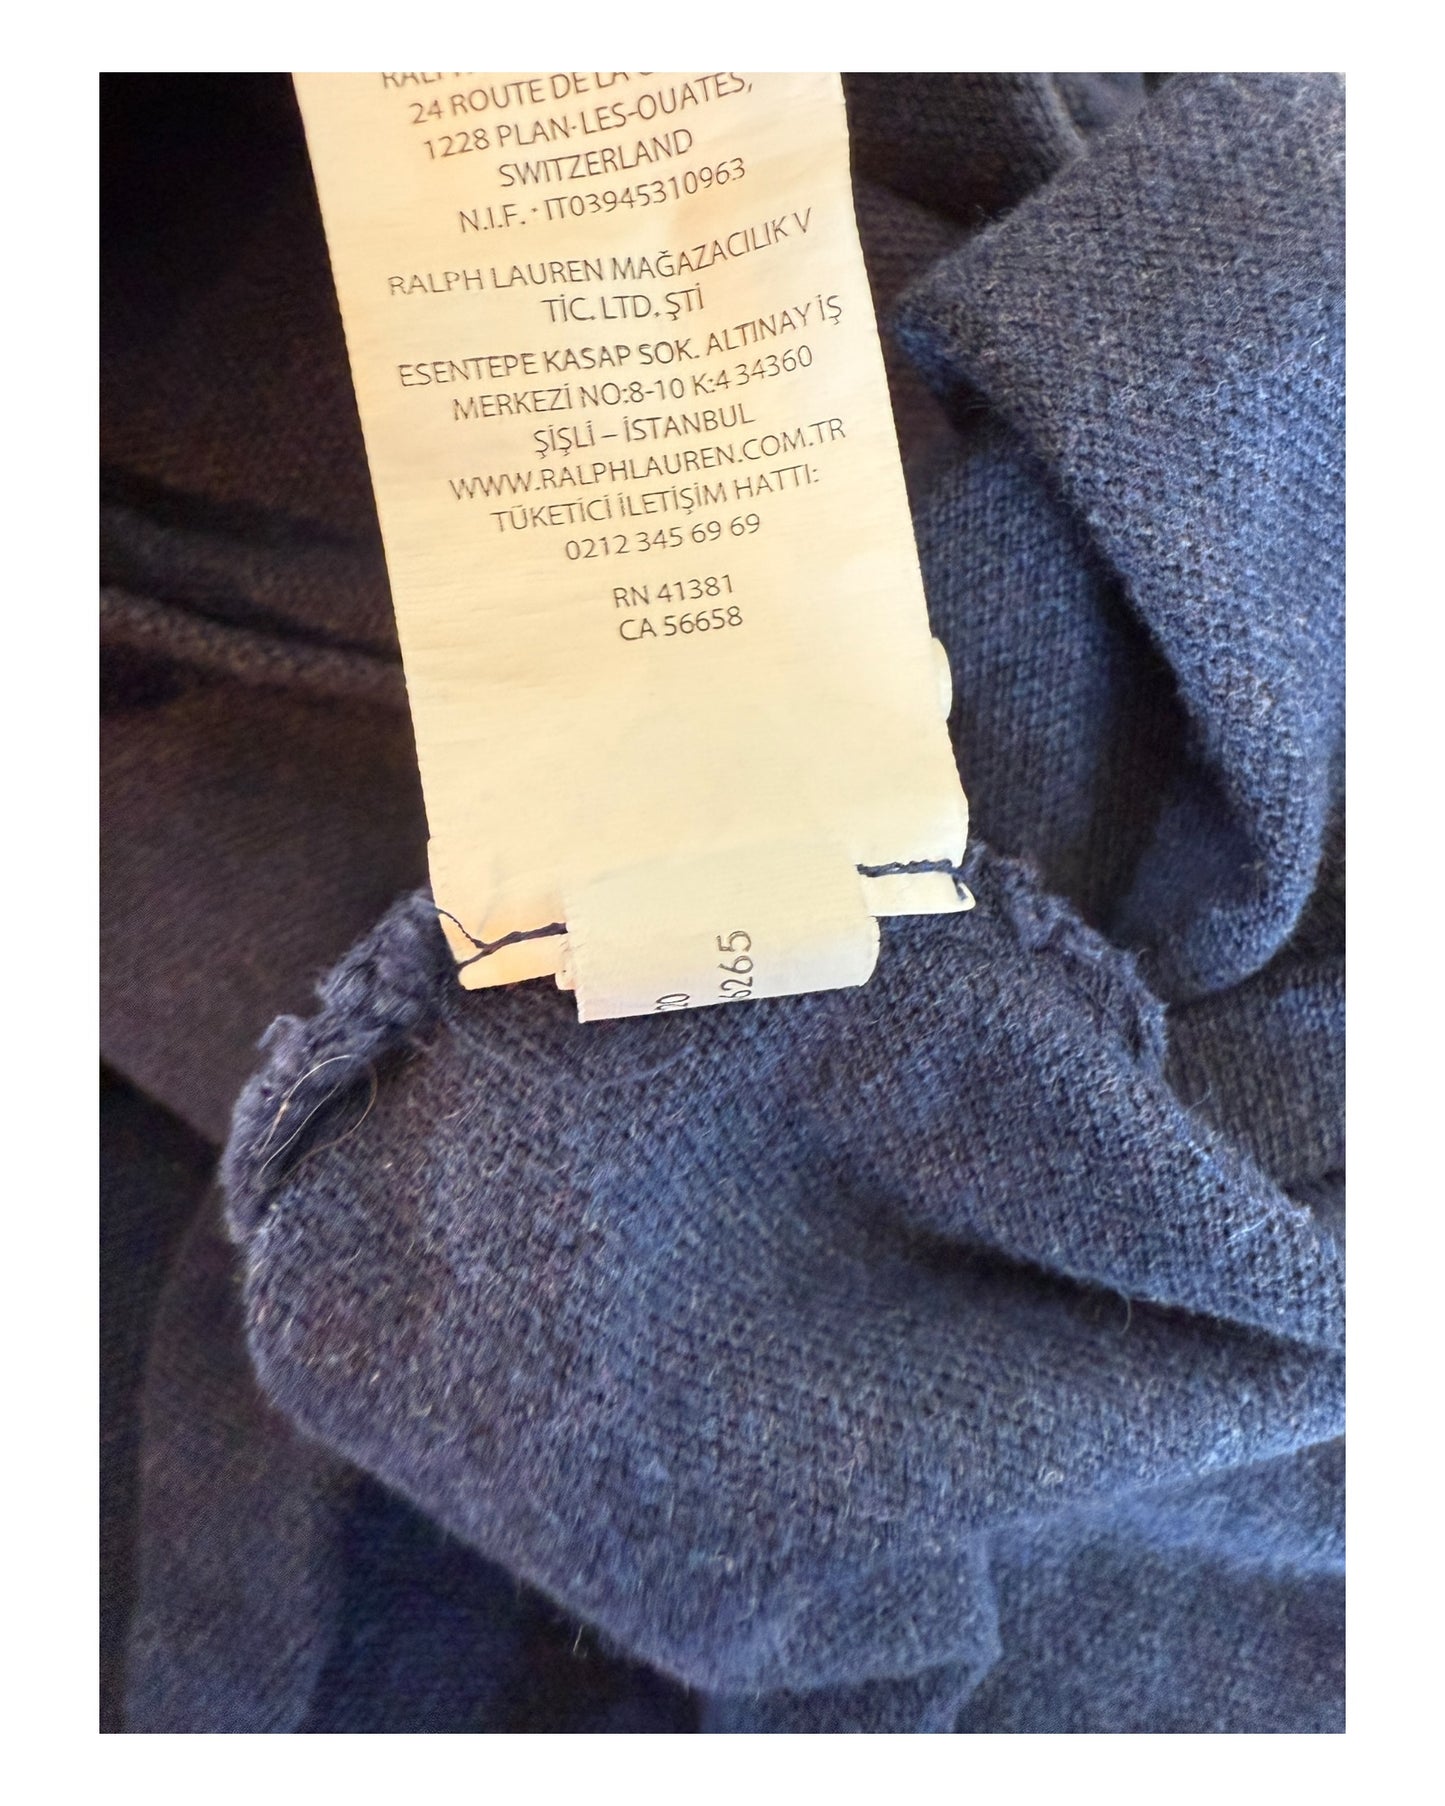 24 ROUTE DE LA
1228 PLAN-LES-OUATES,
SWITZERLAND
N.I.F. · IT03945310963
RALPH LAUREN MAĞAZACILIK V
TİC. LTD. ŞTİ
ESENTEPE KASAP SOK. ALTINAY İŞ
MERKEZİ NO:8-10 K:4 34360
ŞİŞLİ – İSTANBUL
WWW.RALPHLAUREN.COM.TR
TÜKETİCİ İLETİŞİM HATTI:
0212 345 69 69
RN 41381
CA 56658